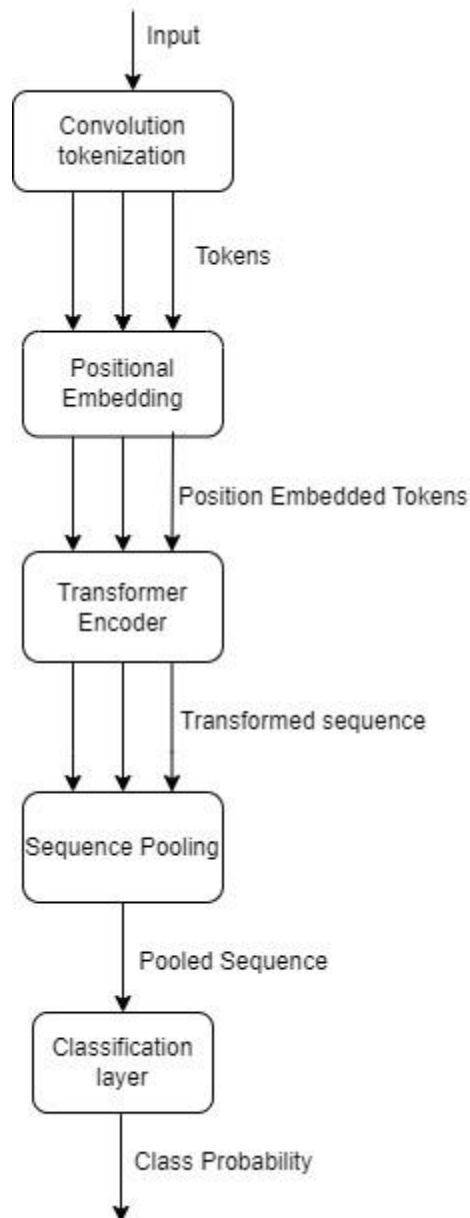 Input
Convolution
tokenization
Tokens
Positional
Embedding
Position Embedded Tokens
Transformer
Encoder
Transformed sequence
Sequence Pooling
Pooled Sequence
Classification
layer
Class Probability